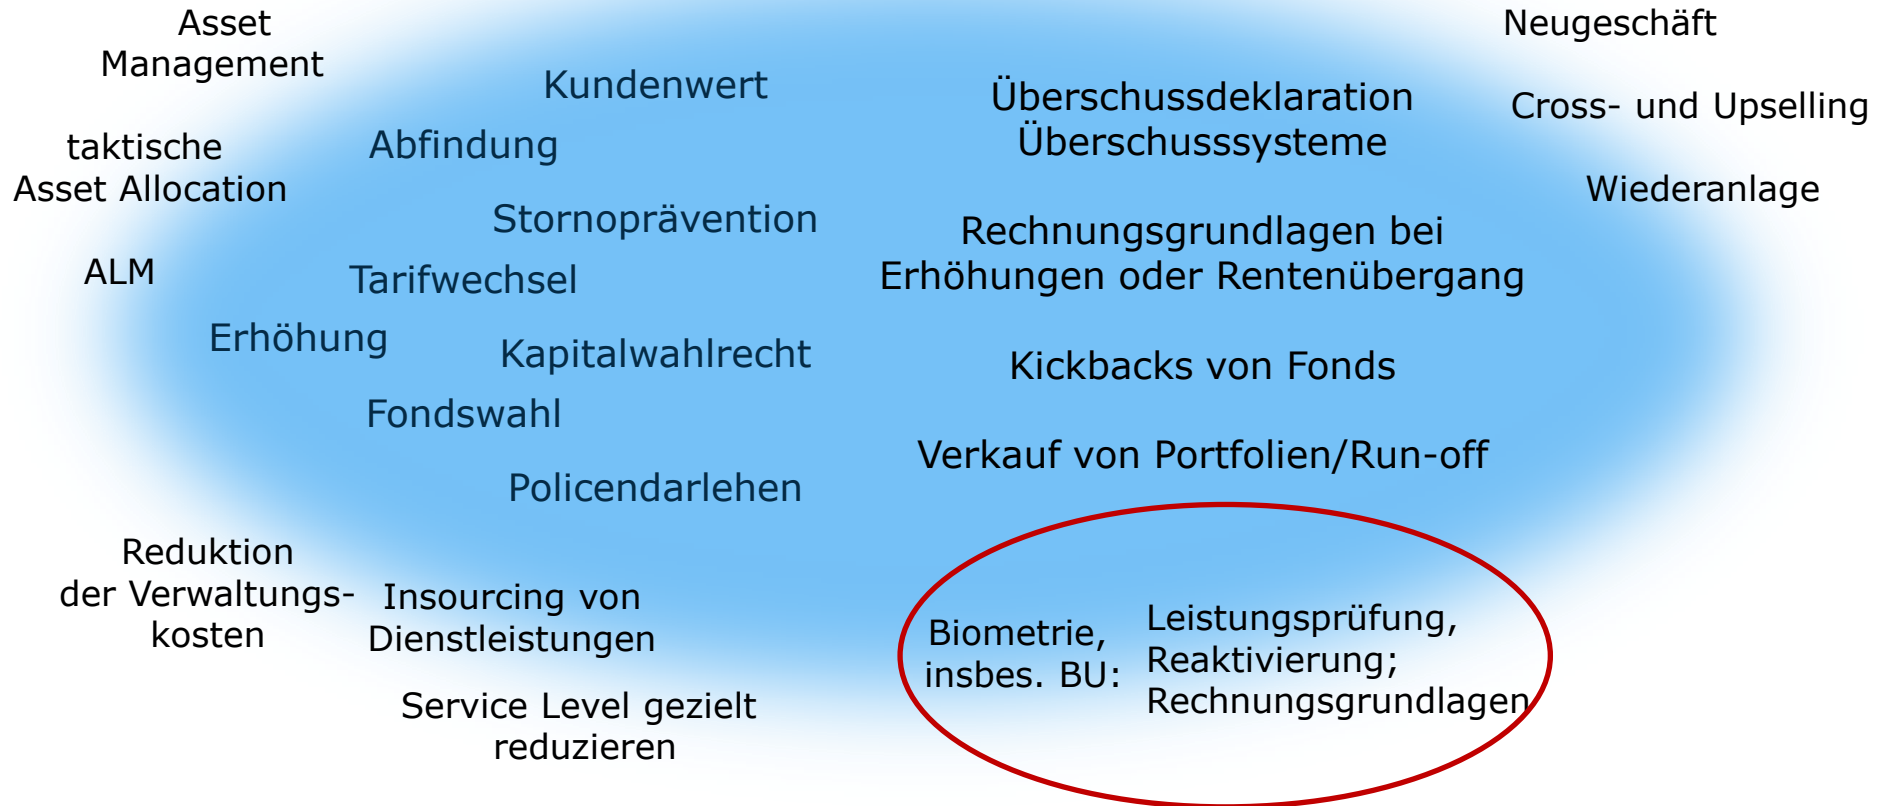 Asset
Management
taktische
Asset Allocation
ALM
Kundenwert
Abfindung
Stornoprävention
Tarifwechsel
Erhöhung
Kapitalwahlrecht
Fondswahl
Policendarlehen
Überschussdeklaration
Überschusssysteme
Rechnungsgrundlagen bei
Erhöhungen oder Rentenübergang
Kickbacks von Fonds
Verkauf von Portfolien/Run-off
Neugeschäft
Cross- und Upselling
Wiederanlage
Reduktion
der Verwaltungs-
kosten
Insourcing von
Dienstleistungen
Service Level gezielt
reduzieren
Biometrie,
insbes. BU:
Leistungsprüfung,
Reaktivierung;
Rechnungsgrundlagen